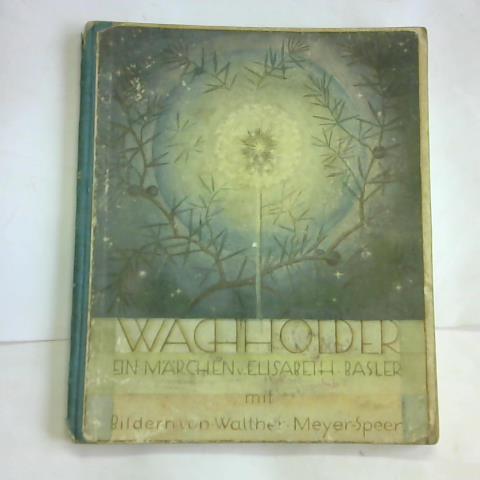 WACHHOLDER
EIN MÄRCHEN v. ELISABETH · BASLER
mit
Bildern von · Walther · Meyer-Speer